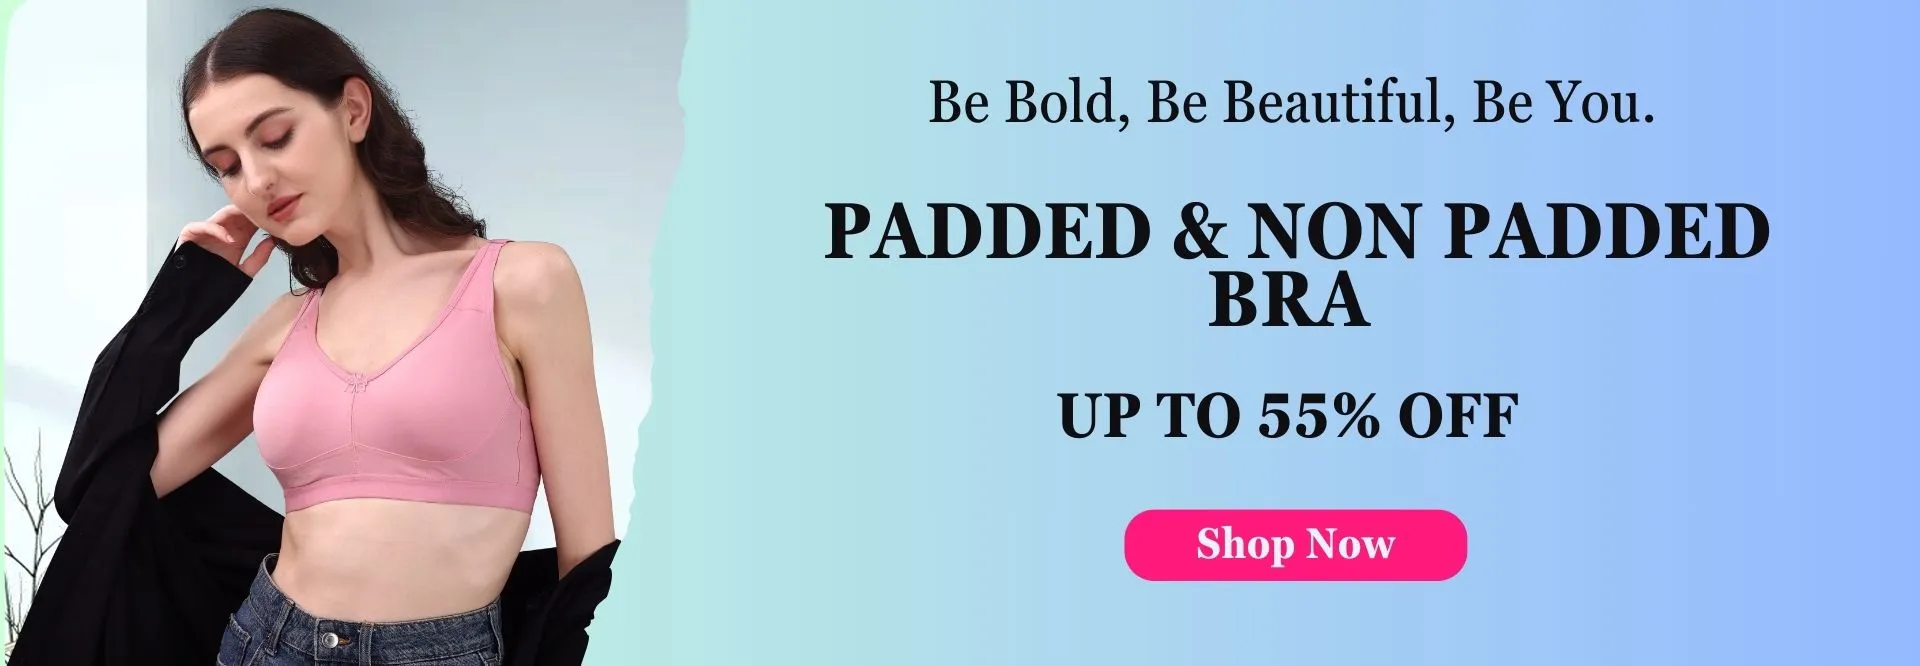 Be Bold, Be Beautiful, Be You.
PADDED & NON PADDED
BRA
UP TO 55% OFF
Shop Now